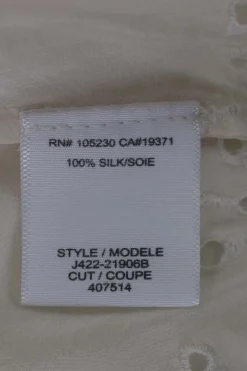 RN# 105230 CA#19371
100% SILK/SOIE
STYLE / MODELE
J422-21906B
CUT / COUPE
407514